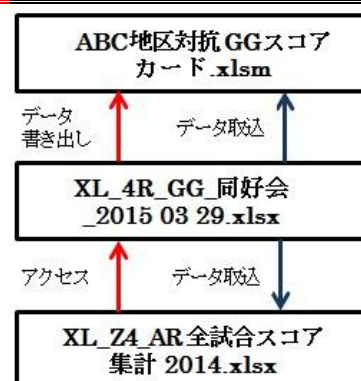 ABC地区対抗GGスコア
カード.xlsm
データ
書き出し
データ取込
XL_4R_GG_同好会
_2015 03 29.xlsx
アクセス
データ取込
XL_Z4_AR全試合スコア
集計 2014.xlsx